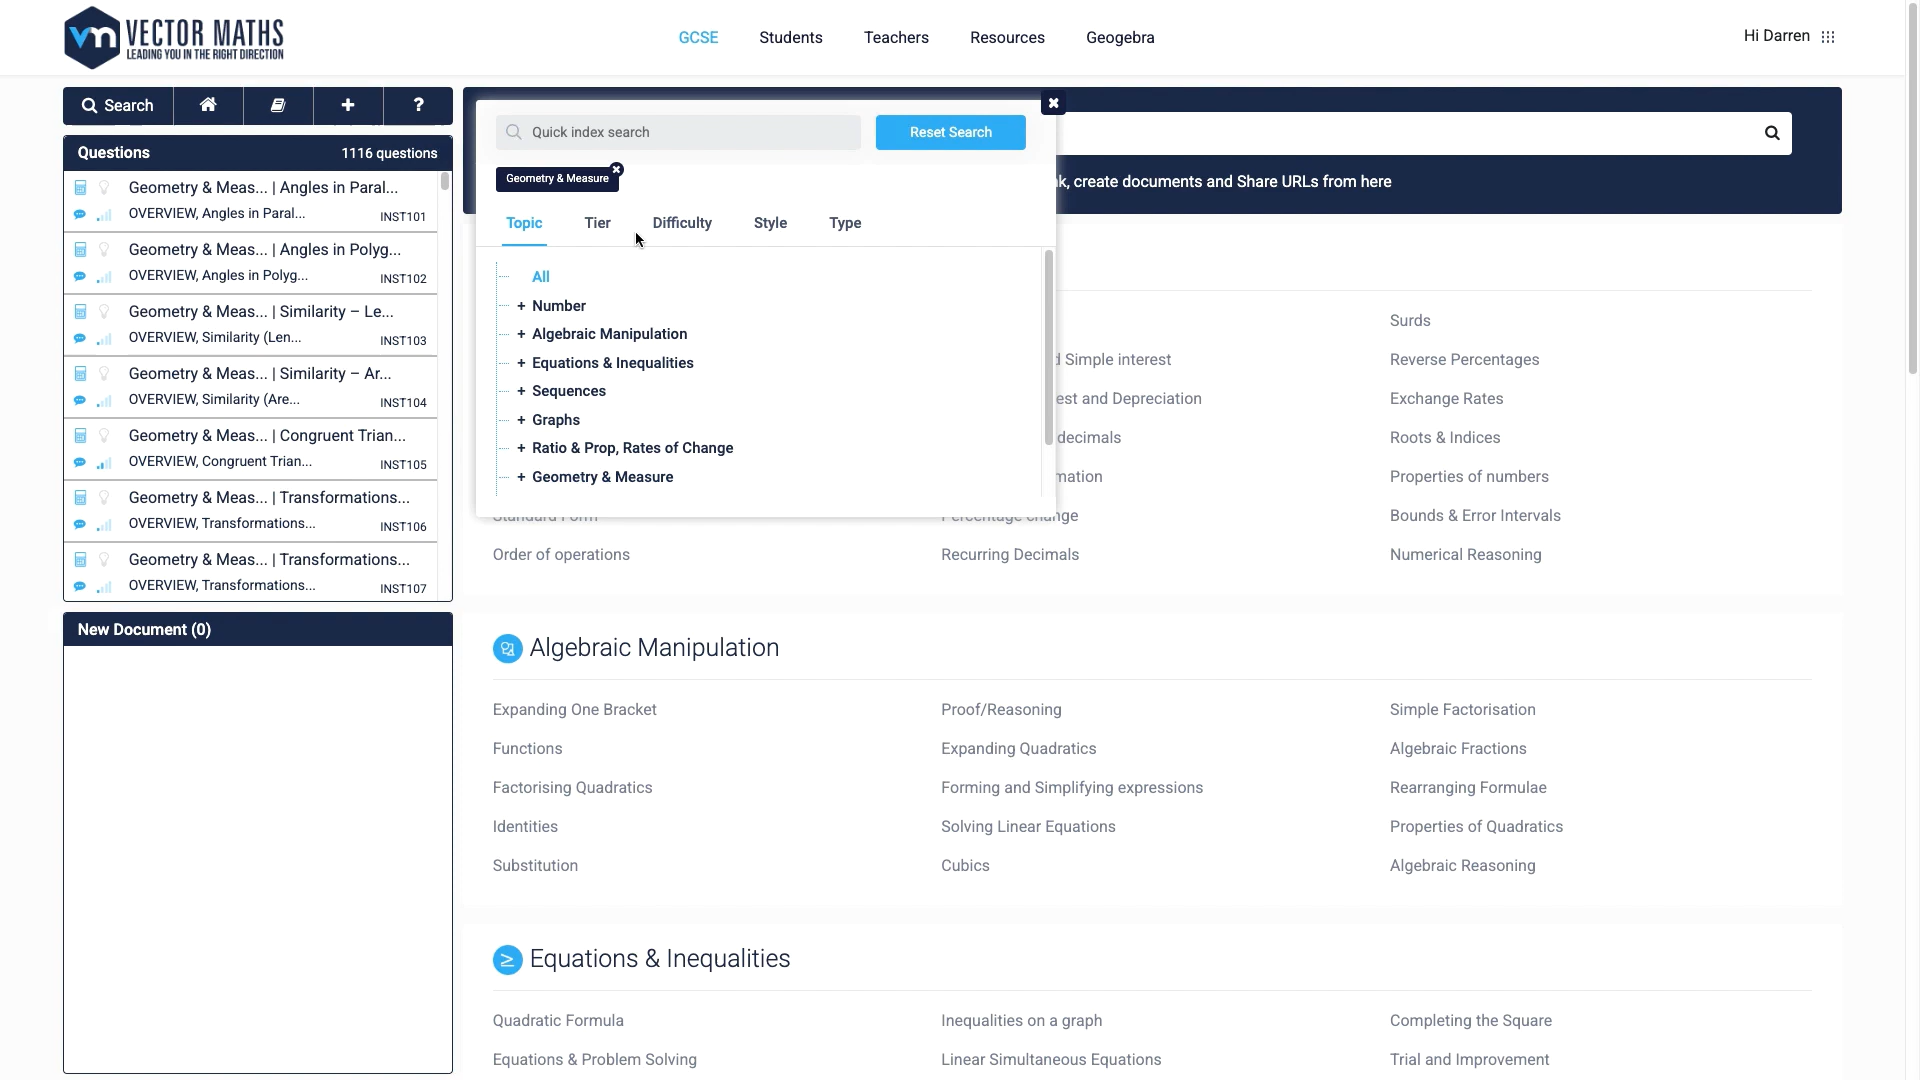 VECTOR MATHS
LEADING YOU IN THE RIGHT DIRECTION
GCSE
Students
Teachers
Resources
Geogebra
Hi Darren
Search
?
Questions
1116 questions
Geometry & Meas... | Angles in Paral...
OVERVIEW, Angles in Paral...
INST101
Geometry & Meas... | Angles in Polyg...
OVERVIEW, Angles in Polyg...
INST102
Geometry & Meas... | Similarity – Le...
OVERVIEW, Similarity (Len...
INST103
Geometry & Meas... | Similarity – Ar...
OVERVIEW, Similarity (Are...
INST104
Geometry & Meas... | Congruent Trian...
OVERVIEW, Congruent Trian...
INST105
Geometry & Meas... | Transformations...
OVERVIEW, Transformations...
INST106
Geometry & Meas... | Transformations...
OVERVIEW, Transformations...
INST107
New Document (0)
Quick index search
Reset Search
Geometry & Measure
Topic
Tier
Difficulty
Style
Type
All
+ Number
+ Algebraic Manipulation
+ Equations & Inequalities
+ Sequences
+ Graphs
+ Ratio & Prop, Rates of Change
+ Geometry & Measure
create documents and Share URLs from here
Surds
Simple interest
Reverse Percentages
and Depreciation
Exchange Rates
decimals
Roots & Indices
Properties of numbers
Standard Form
Percentage change
Bounds & Error Intervals
Order of operations
Recurring Decimals
Numerical Reasoning
Algebraic Manipulation
Expanding One Bracket
Proof/Reasoning
Simple Factorisation
Functions
Expanding Quadratics
Algebraic Fractions
Factorising Quadratics
Forming and Simplifying expressions
Rearranging Formulae
Identities
Solving Linear Equations
Properties of Quadratics
Substitution
Cubics
Algebraic Reasoning
≥ Equations & Inequalities
Quadratic Formula
Inequalities on a graph
Completing the Square
Equations & Problem Solving
Linear Simultaneous Equations
Trial and Improvement